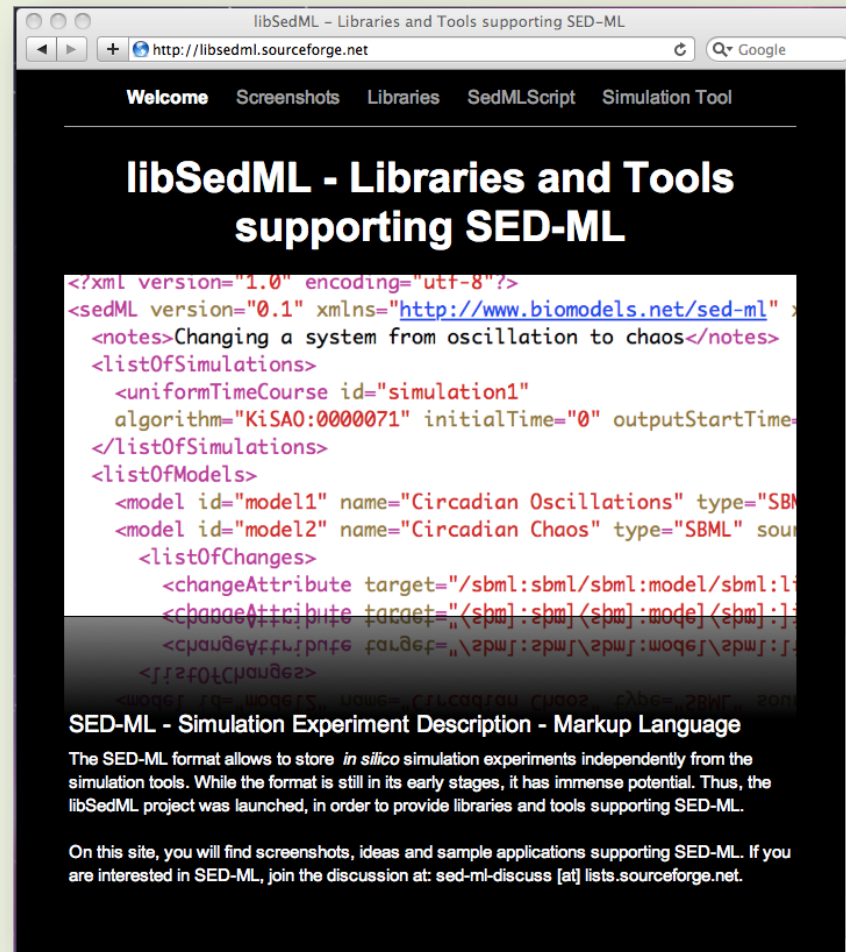 libSedML – Libraries and Tools supporting SED-ML
http://libsedml.sourceforge.net
Google
Welcome Screenshots Libraries SedMLScript Simulation Tool
libSedML - Libraries and Tools
supporting SED-ML
<?xml version="1.0" encoding="utf-8"?>
<sedML version="0.1" xmlns="http://www.biomodels.net/sed-ml"
<notes>Changing a system from oscillation to chaos</notes>
<listOfSimulations>
<uniformTimeCourse id="simulation1"
algorithm="KiSAO:0000071" initialTime="0" outputStartTime=
</listOfSimulations>
<listOfModels>
<model id="model1" name="Circadian Oscillations" type="SBM
<model id="model2" name="Circadian Chaos" type="SBML" sour
<listOfChanges>
<changeAttribute target="/sbml:sbml/sbml:model/sbml:li
SED-ML - Simulation Experiment Description - Markup Language
The SED-ML format allows to store in silico simulation experiments independently from the
simulation tools. While the format is still in its early stages, it has immense potential. Thus, the
libSedML project was launched, in order to provide libraries and tools supporting SED-ML.
On this site, you will find screenshots, ideas and sample applications supporting SED-ML. If you
are interested in SED-ML, join the discussion at: sed-ml-discuss [at] lists.sourceforge.net.